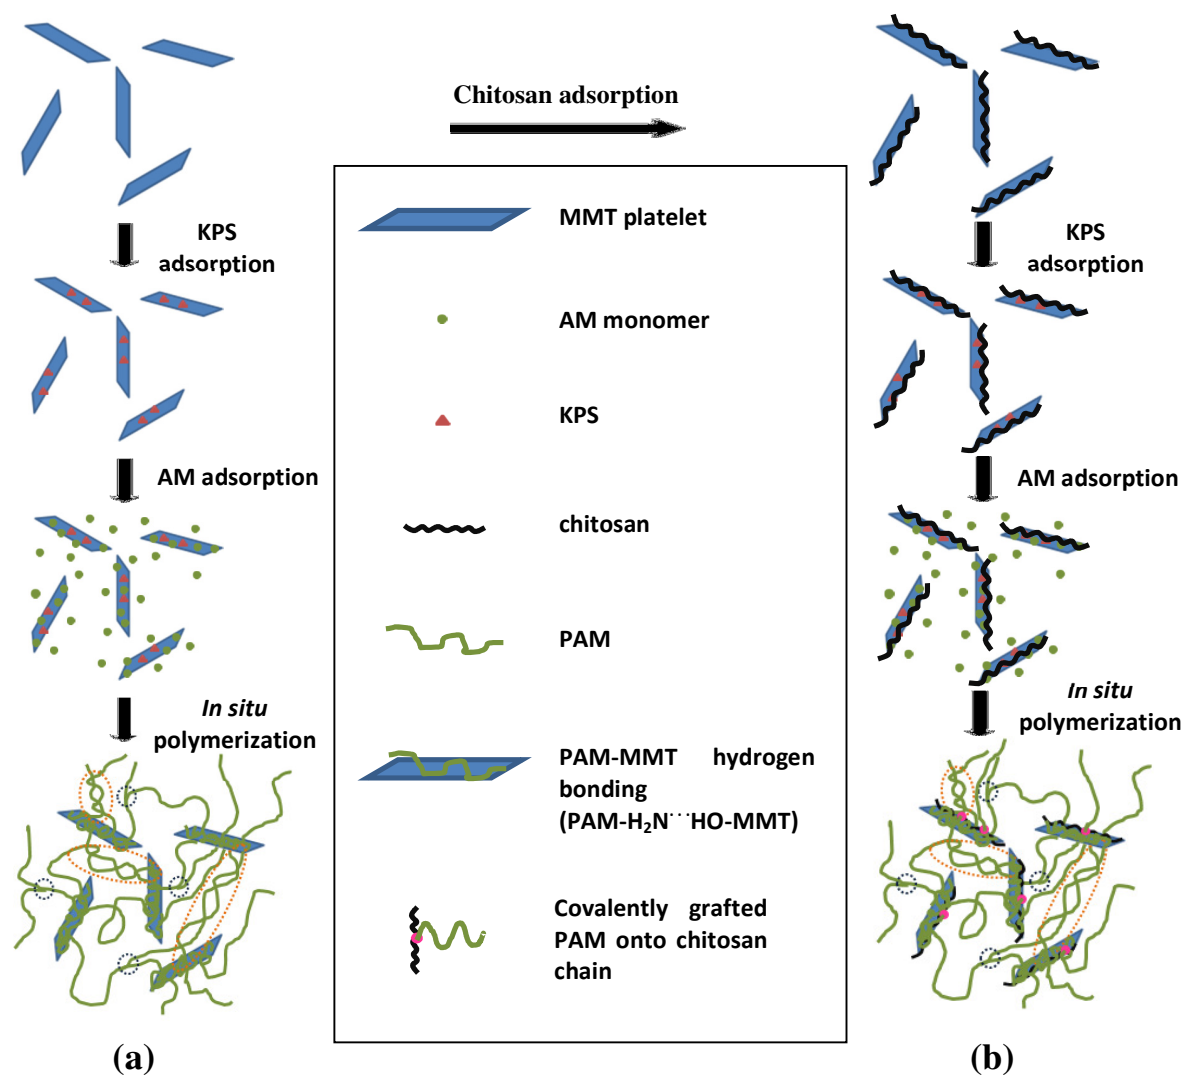 Chitosan adsorption
KPS
adsorption
AM adsorption
In situ
polymerization
(a)
MMT platelet
AM monomer
KPS
chitosan
PAM
PAM-MMT hydrogen
bonding
(PAM-H₂N⋯HO-MMT)
Covalently grafted
PAM onto chitosan
chain
KPS
adsorption
AM adsorption
In situ
polymerization
(b)